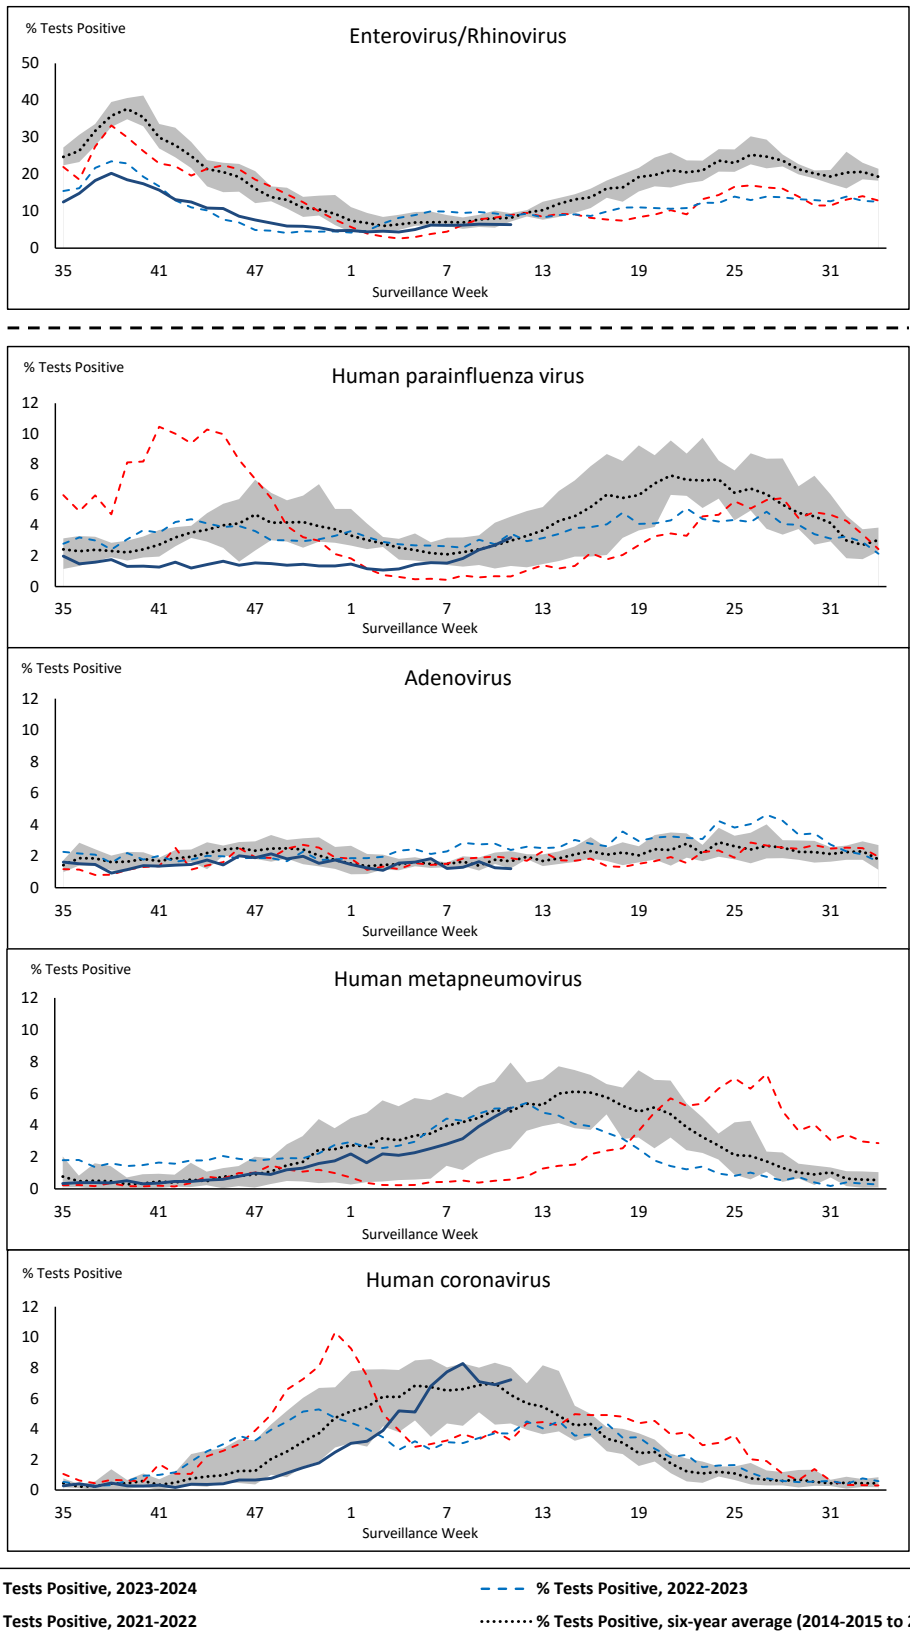 % Tests Positive
Enterovirus/Rhinovirus
50
40
30
20
10
0
35 41 47 1 7 13 19 25 31
Surveillance Week
% Tests Positive
Human parainfluenza virus
12
10
8
6
4
2
0
35 41 47 1 7 13 19 25 31
Surveillance Week
% Tests Positive
Adenovirus
12
10
8
6
4
2
0
35 41 47 1 7 13 19 25 31
Surveillance Week
% Tests Positive
Human metapneumovirus
12
10
8
6
4
2
0
35 41 47 1 7 13 19 25 31
Surveillance Week
% Tests Positive
Human coronavirus
12
10
8
6
4
2
0
35 41 47 1 7 13 19 25 31
Surveillance Week
Tests Positive, 2023-2024 % Tests Positive, 2022-2023
Tests Positive, 2021-2022 % Tests Positive, six-year average (2014-2015 to